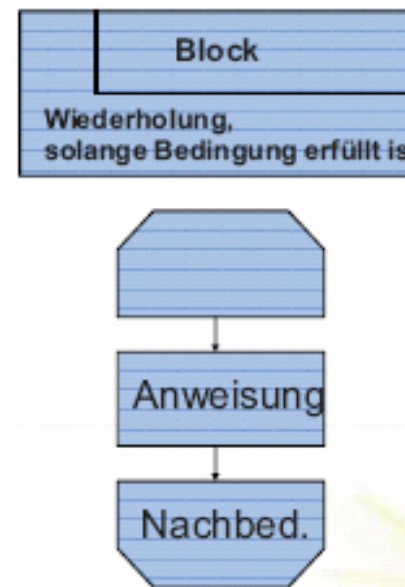 Block
Wiederholung,
solange Bedingung erfüllt is
Anweisung
Nachbed.